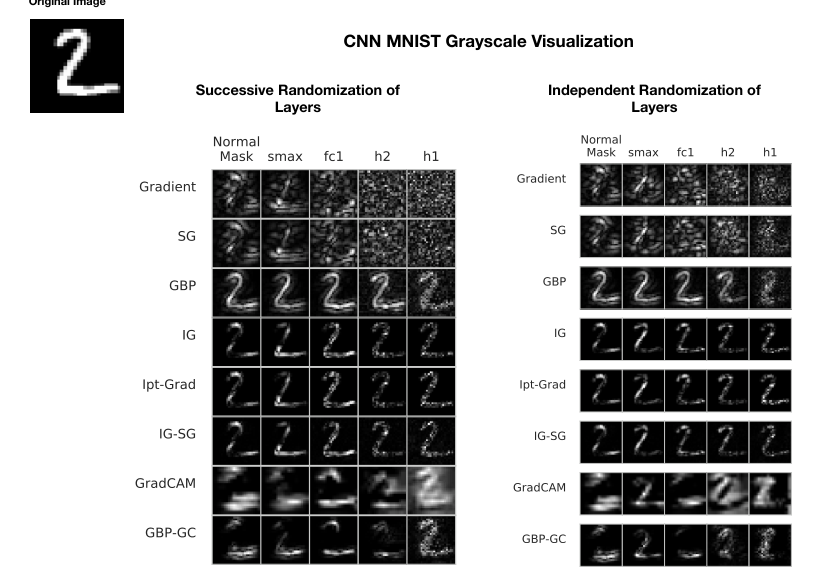 Original Image
CNN MNIST Grayscale Visualization
Successive Randomization of
Layers
Normal
Mask smax fc1 h2 h1
Gradient
SG
GBP
IG
Ipt-Grad
IG-SG
GradCAM
GBP-GC
Independent Randomization of
Layers
Normal
Mask smax fc1 h2 h1
Gradient
SG
GBP
IG
Ipt-Grad
IG-SG
GradCAM
GBP-GC